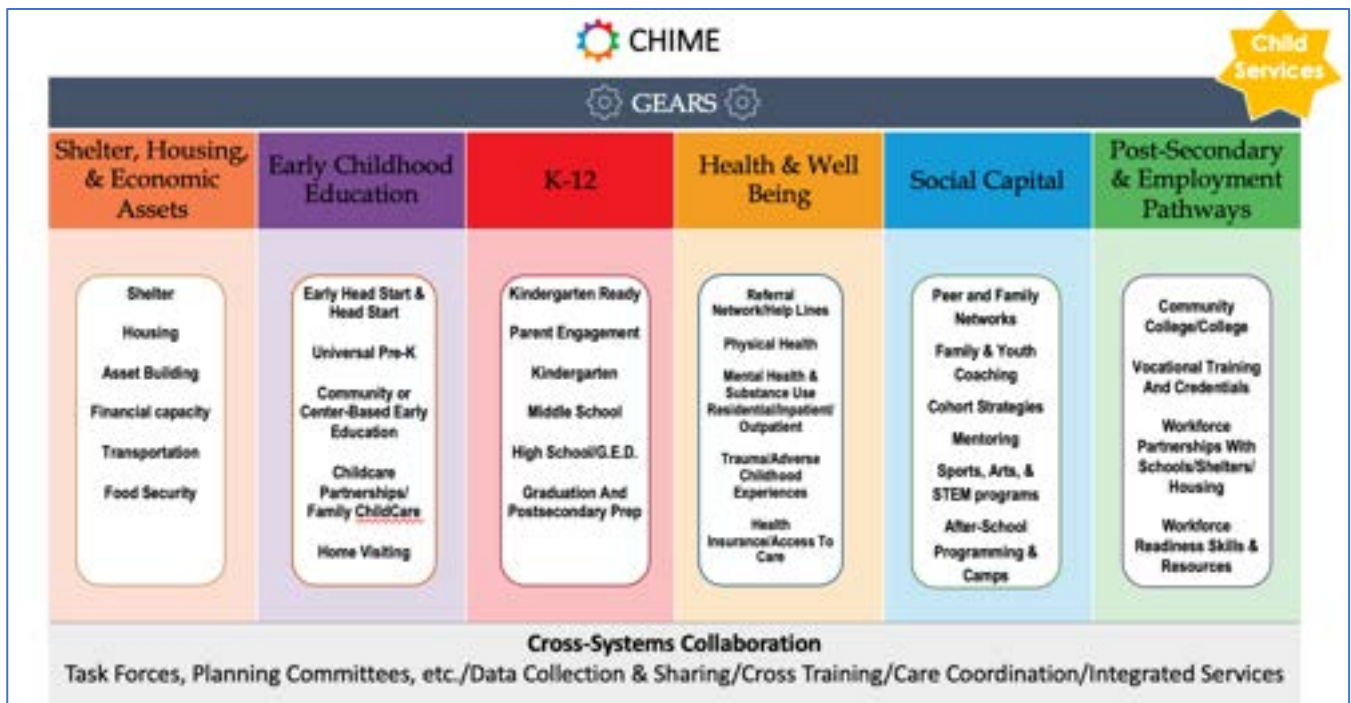 CHIME
Child
Services
GEARS
Shelter, Housing,
& Economic
Assets
Early Childhood
Education
K-12
Health & Well
Being
Social Capital
Post-Secondary
& Employment
Pathways
Shelter
Housing
Asset Building
Financial capacity
Transportation
Food Security
Early Head Start &
Head Start
Universal Pre-K
Community or
Center-Based Early
Education
Childcare
Partnerships/
Family ChildCare
Home Visiting
Kindergarten Ready
Parent Engagement
Kindergarten
Middle School
High School/G.E.D.
Graduation And
Postsecondary Prep
Referral
Network/Help Lines
Physical Health
Mental Health &
Substance Use
Residential/Inpatient/
Outpatient
Trauma/Adverse
Childhood
Experiences
Health
Insurance/Access To
Care
Peer and Family
Networks
Family & Youth
Coaching
Cohort Strategies
Mentoring
Sports, Arts, &
STEM programs
After-School
Programming &
Camps
Community
College/College
Vocational Training
And Credentials
Workforce
Partnerships With
Schools/Shelters/
Housing
Workforce
Readiness Skills &
Resources
Cross-Systems Collaboration
Task Forces, Planning Committees, etc./Data Collection & Sharing/Cross Training/Care Coordination/Integrated Services